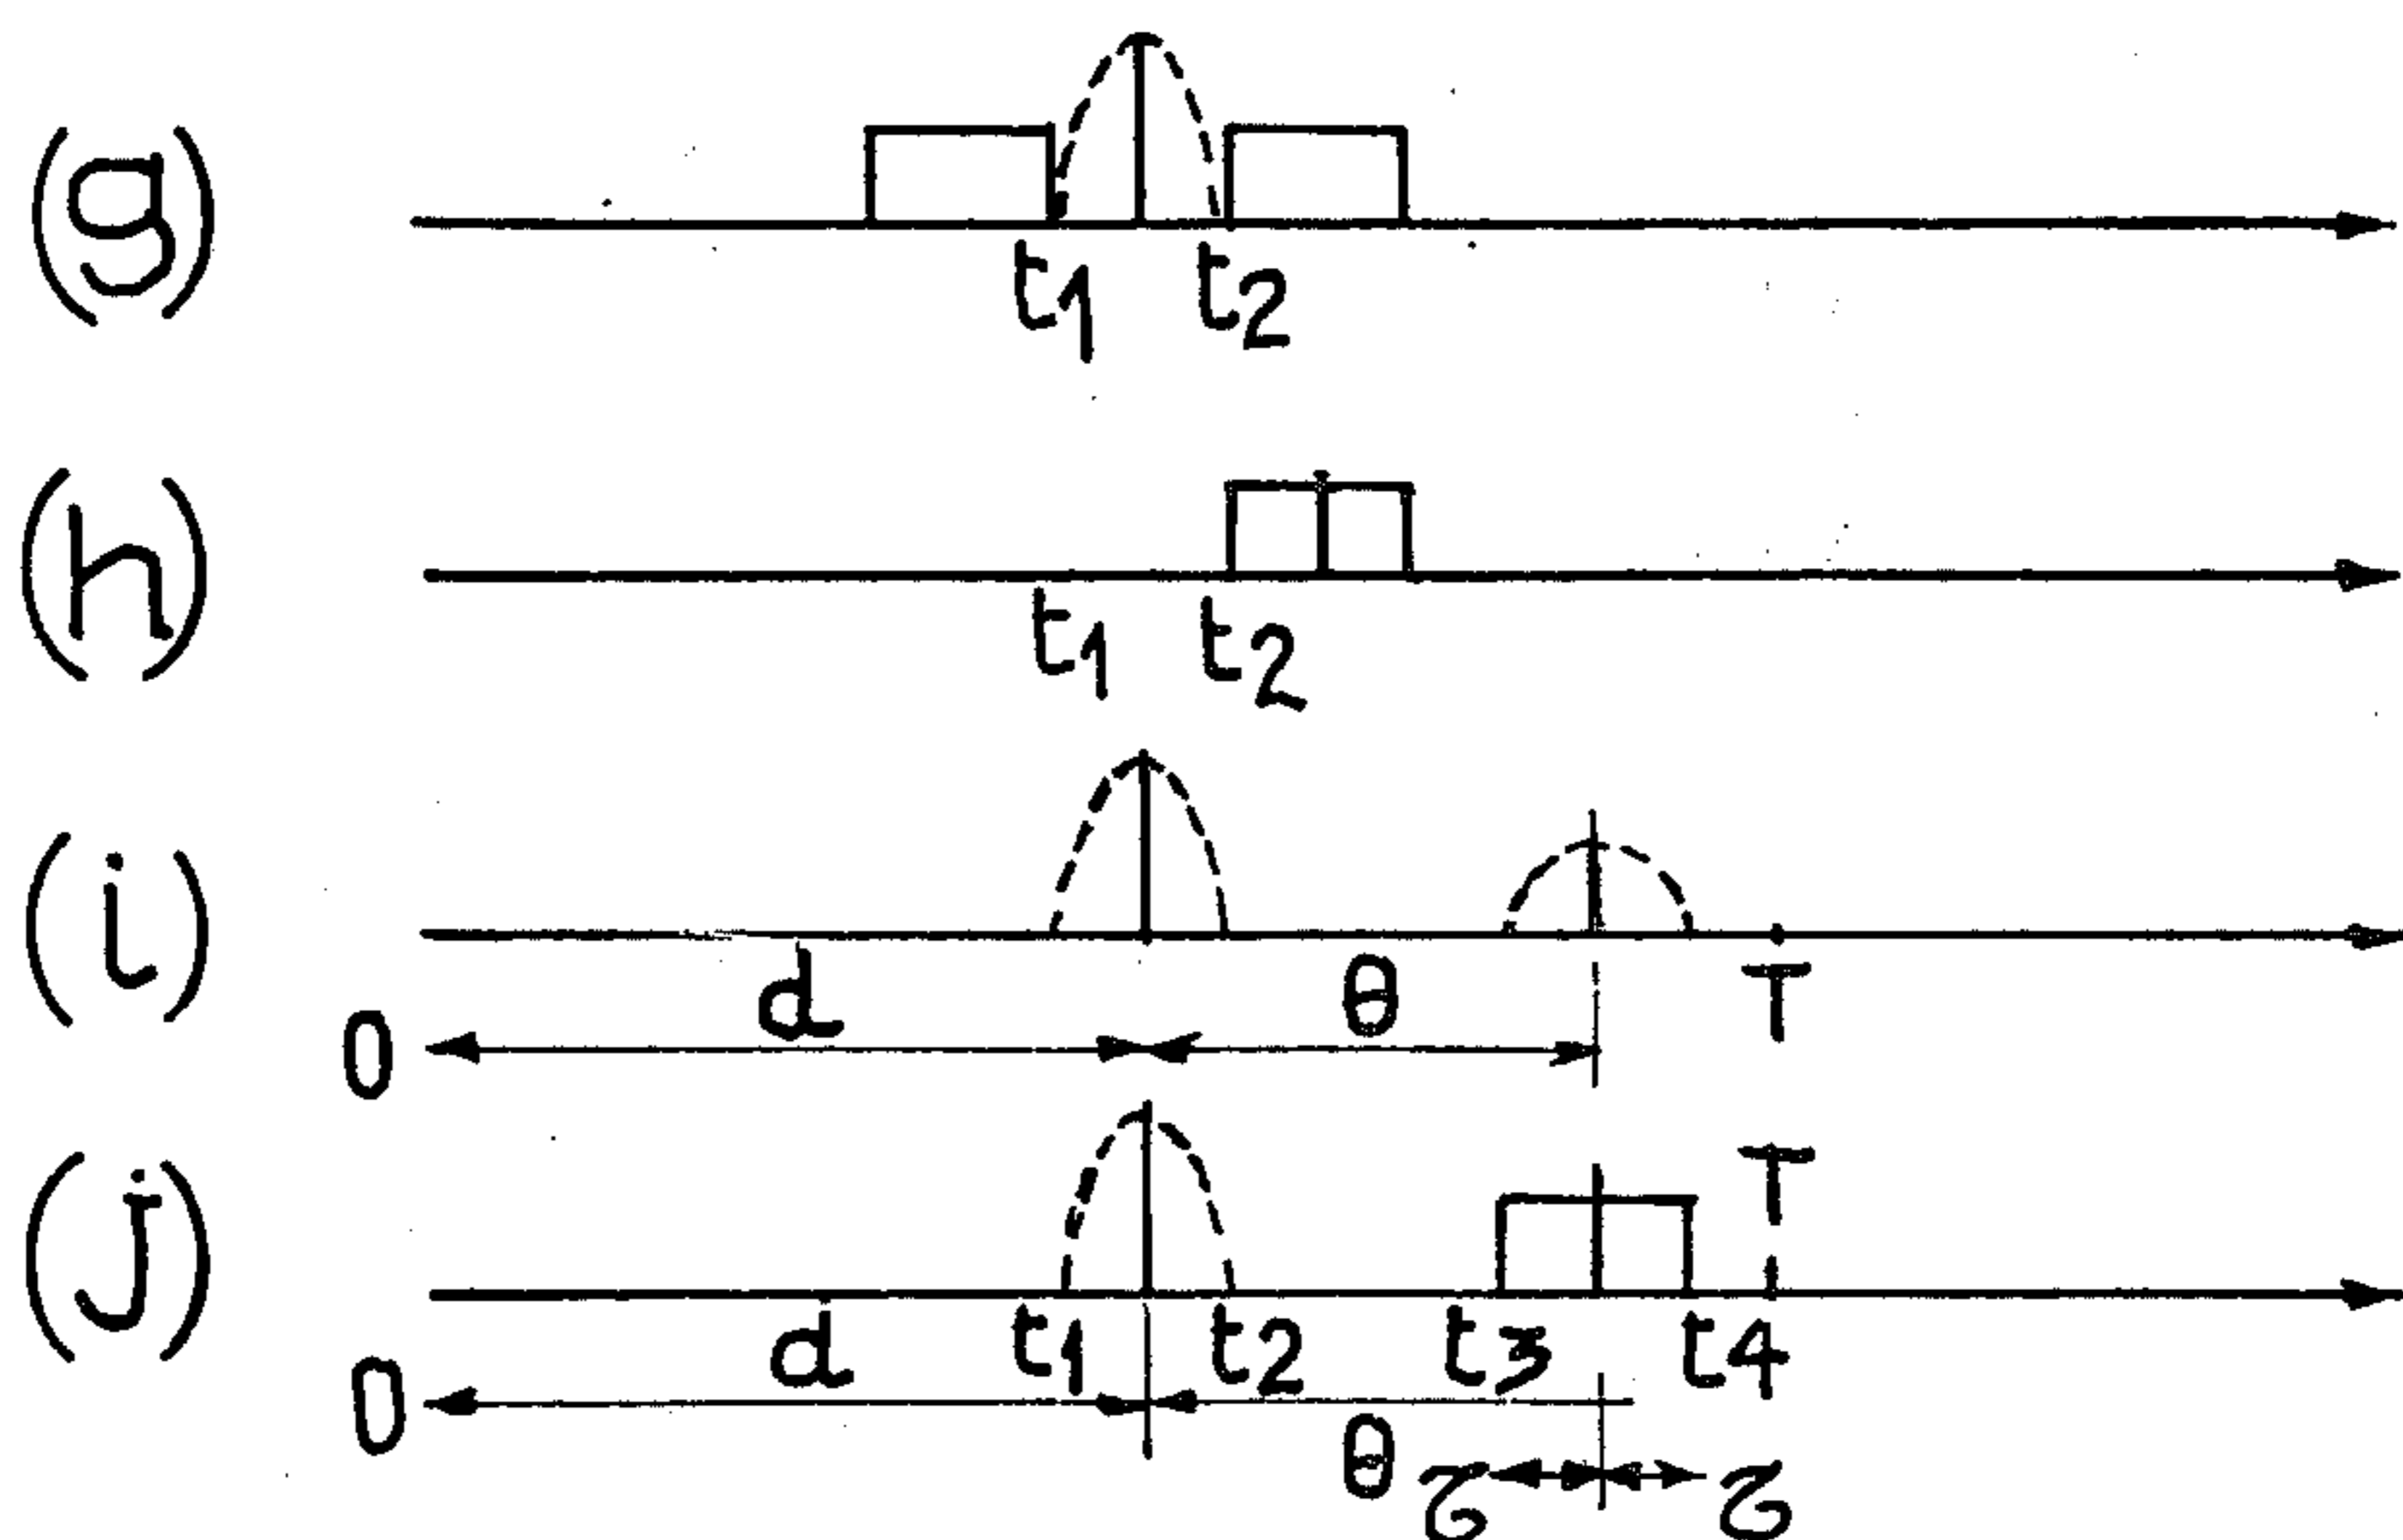 (g)
t1 t2
(h)
t1 t2
(i)
d θ T
0
(j)
T
d t1 t2 t3 t4
0
θ